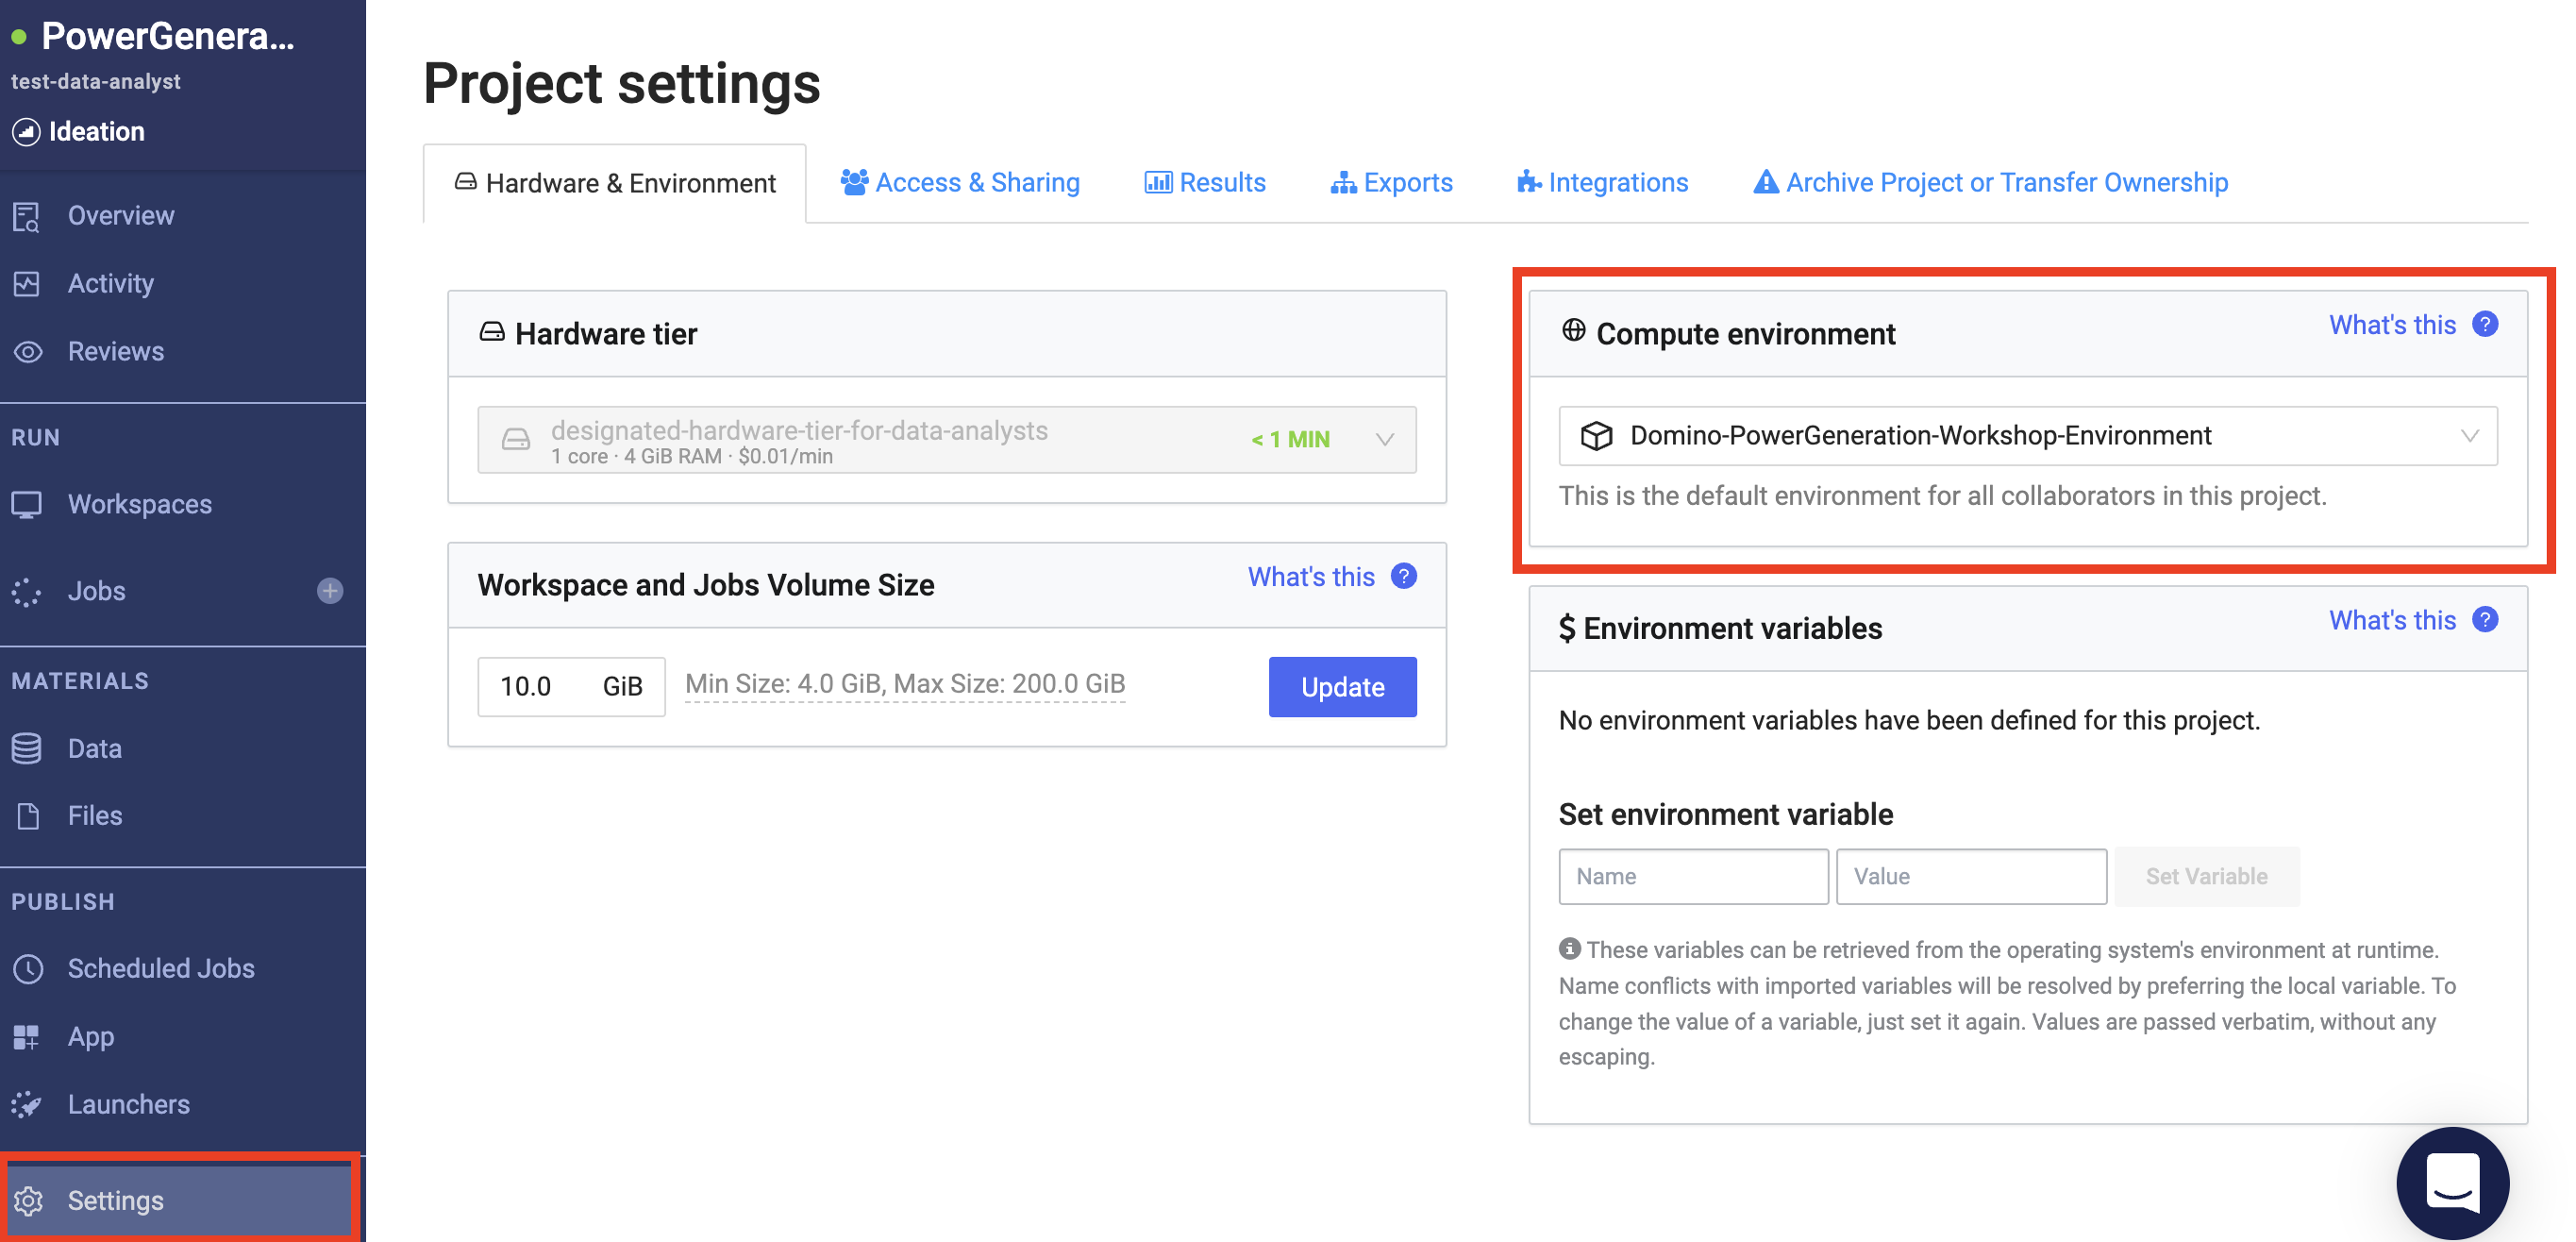 PowerGenera...
test-data-analyst
Ideation
Overview
Activity
Reviews
RUN
Workspaces
Jobs
MATERIALS
Data
Files
PUBLISH
Scheduled Jobs
App
Launchers
Settings
Project settings
Hardware & Environment
Access & Sharing
Results
Exports
Integrations
Archive Project or Transfer Ownership
Hardware tier
designated-hardware-tier-for-data-analysts
1 core · 4 GiB RAM · $0.01/min
< 1 MIN
Workspace and Jobs Volume Size
What's this ?
10.0 GiB
Min Size: 4.0 GiB, Max Size: 200.0 GiB
Update
Compute environment
What's this ?
Domino-PowerGeneration-Workshop-Environment
This is the default environment for all collaborators in this project.
$ Environment variables
What's this ?
No environment variables have been defined for this project.
Set environment variable
Name
Value
Set Variable
These variables can be retrieved from the operating system's environment at runtime.
Name conflicts with imported variables will be resolved by preferring the local variable. To
change the value of a variable, just set it again. Values are passed verbatim, without any
escaping.